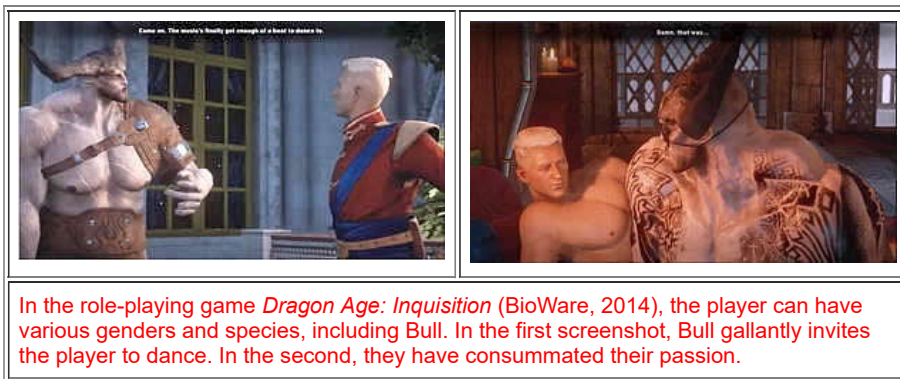 Come on. The music's finally got enough of a beat to dance to.
Damn, that was...
In the role-playing game Dragon Age: Inquisition (BioWare, 2014), the player can have
various genders and species, including Bull. In the first screenshot, Bull gallantly invites
the player to dance. In the second, they have consummated their passion.